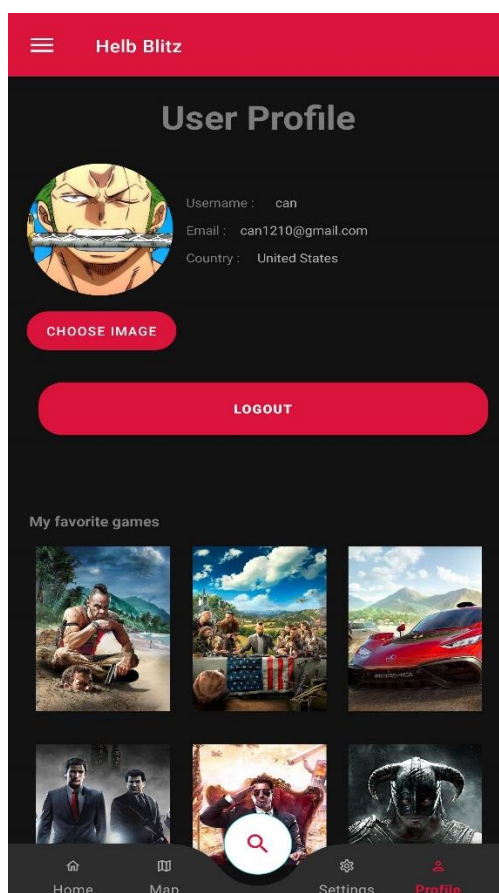 Helb Blitz
User Profile
Username : can
Email : can1210@gmail.com
Country : United States
CHOOSE IMAGE
LOGOUT
My favorite games
Home Map Settings Profile